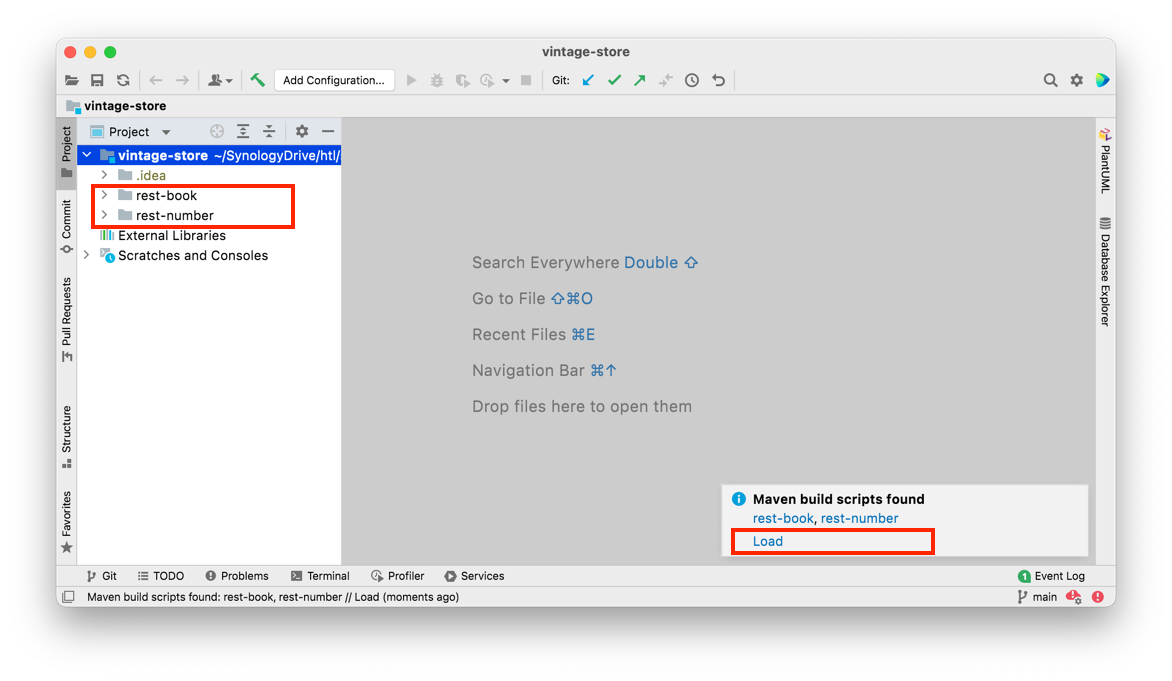 vintage-store
Add Configuration...
Git:
vintage-store
Project
vintage-store ~/SynologyDrive/htl/
.idea
rest-book
rest-number
External Libraries
Scratches and Consoles
Project
Commit
Pull Requests
Structure
Favorites
Search Everywhere Double ⇧
Go to File ⇧⌘O
Recent Files ⌘E
Navigation Bar ⌘↑
Drop files here to open them
PlantUML
Database Explorer
Maven build scripts found
rest-book, rest-number
Load
Git TODO Problems Terminal Profiler Services 1 Event Log
Maven build scripts found: rest-book, rest-number // Load (moments ago) main